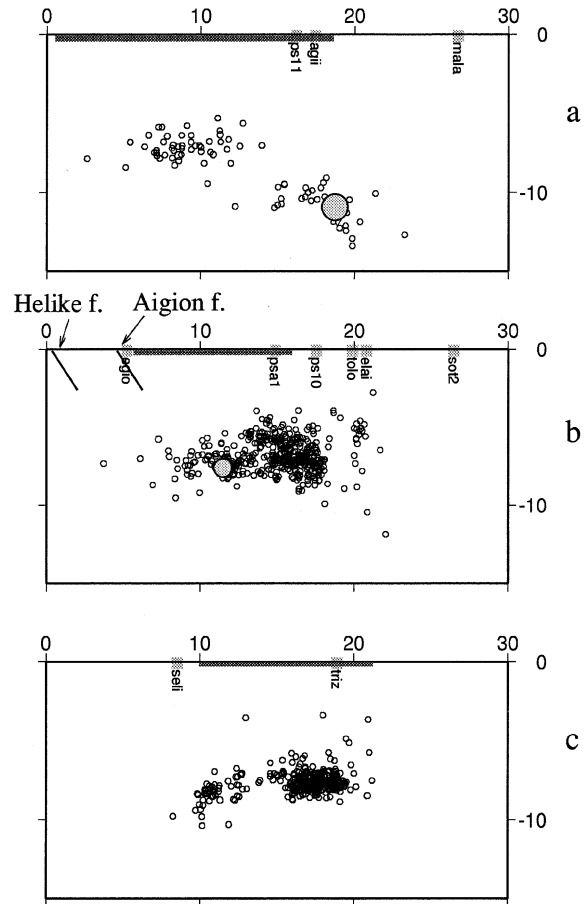 0 10 20 30
0
ps11 agii mala
a
-10
Helike f. Aigion f.
0 10 20 30
0
egio psa1 ps10 tolo elai sot2
b
-10
0 10 20 30
0
seli triz
c
-10